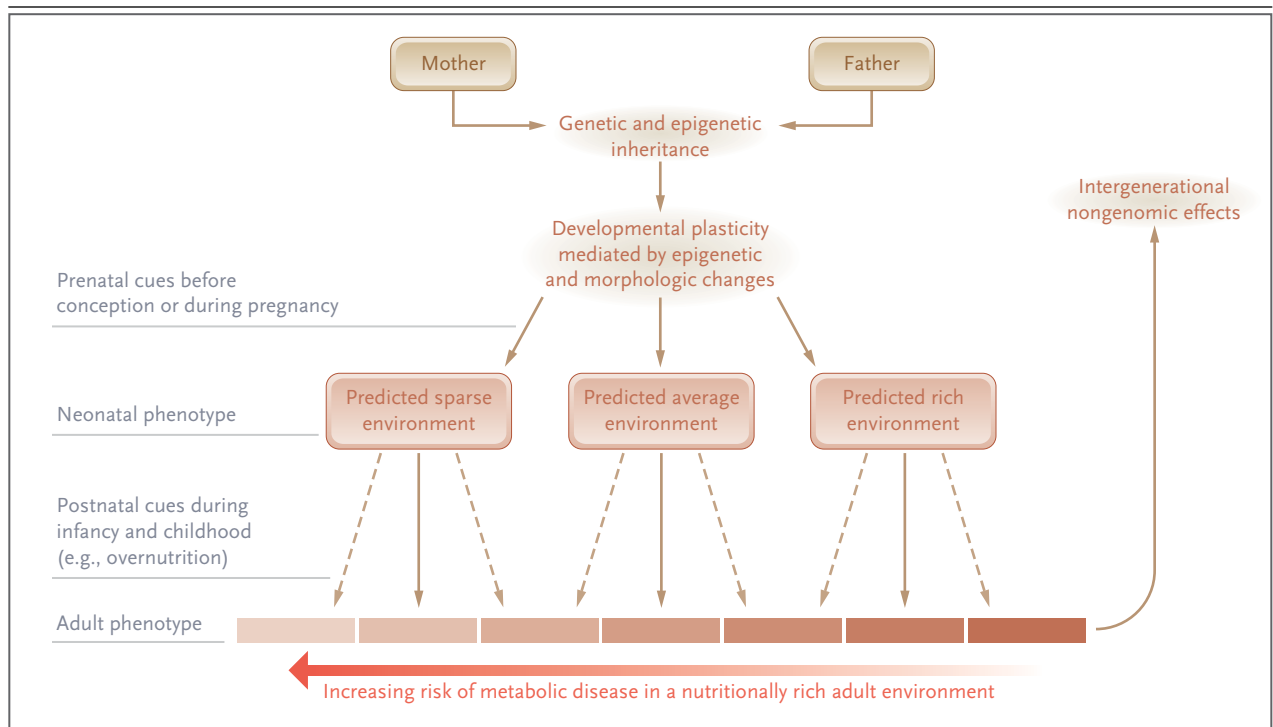 Mother
Father
Genetic and epigenetic
inheritance
Intergenerational
nongenomic effects
Developmental plasticity
mediated by epigenetic
and morphologic changes
Prenatal cues before
conception or during pregnancy
Neonatal phenotype
Predicted sparse
environment
Predicted average
environment
Predicted rich
environment
Postnatal cues during
infancy and childhood
(e.g., overnutrition)
Adult phenotype
Increasing risk of metabolic disease in a nutritionally rich adult environment